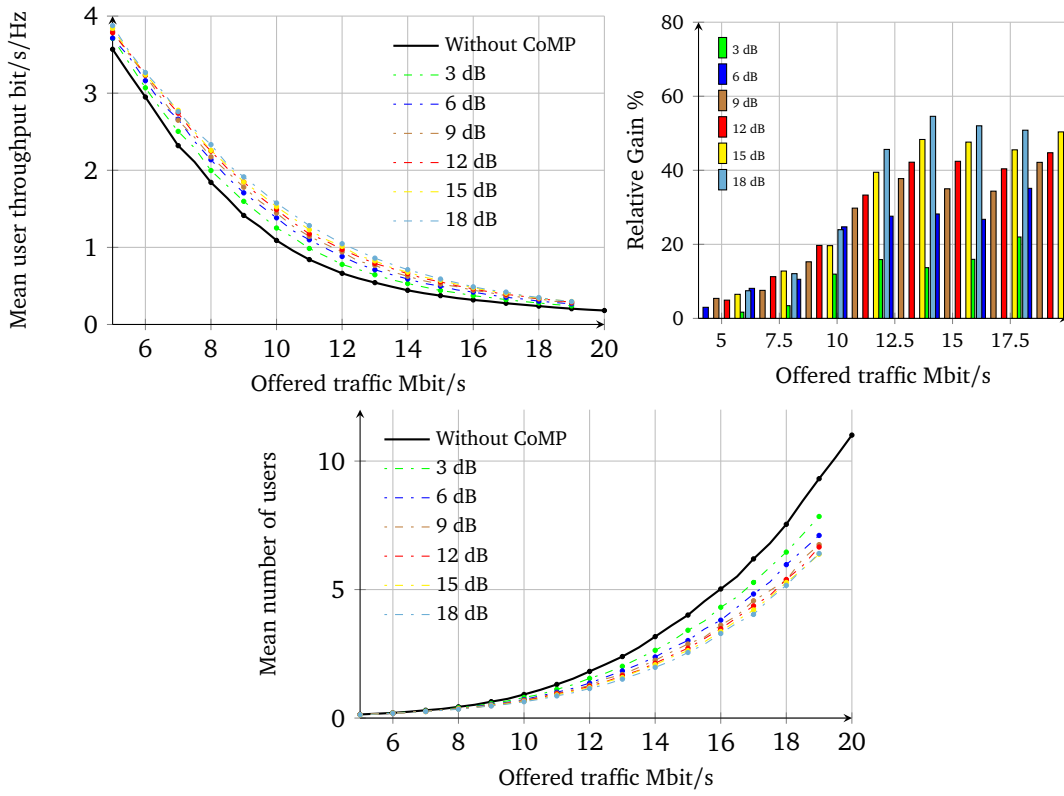 Mean user throughput bit/s/Hz
4
3
2
1
0
6 8 10 12 14 16 18 20
Offered traffic Mbit/s
Without CoMP
3 dB
6 dB
9 dB
12 dB
15 dB
18 dB
Relative Gain %
80
60
40
20
0
5 7.5 10 12.5 15 17.5
Offered traffic Mbit/s
3 dB
6 dB
9 dB
12 dB
15 dB
18 dB
Mean number of users
10
5
0
6 8 10 12 14 16 18 20
Offered traffic Mbit/s
Without CoMP
3 dB
6 dB
9 dB
12 dB
15 dB
18 dB